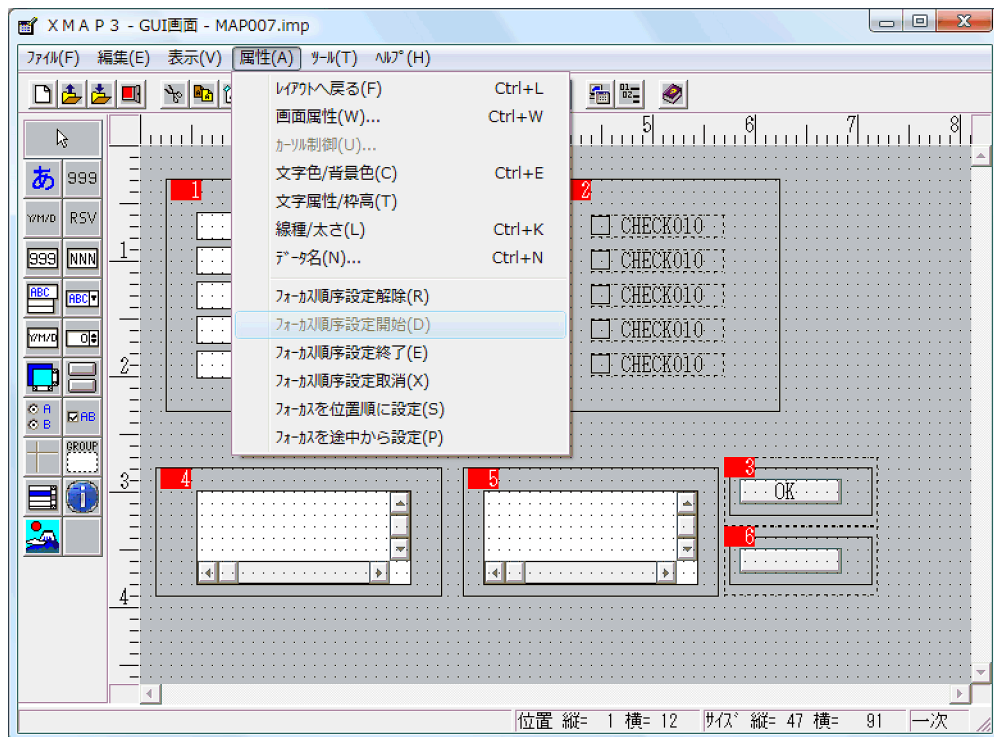 XMAP3 - GUI画面 - MAP007.imp
ﾌｧｲﾙ(F) 編集(E) 表示(V) 属性(A) ﾂｰﾙ(T) ﾍﾙﾌﾟ(H)
ﾚｲｱｳﾄへ戻る(F) Ctrl+L
画面属性(W)... Ctrl+W
ｶｰｿﾙ制御(U)...
文字色/背景色(C) Ctrl+E
文字属性/枠高(T)
線種/太さ(L) Ctrl+K
ﾃﾞｰﾀ名(N)... Ctrl+N
ﾌｫｰｶｽ順序設定解除(R)
ﾌｫｰｶｽ順序設定開始(D)
ﾌｫｰｶｽ順序設定終了(E)
ﾌｫｰｶｽ順序設定取消(X)
ﾌｫｰｶｽを位置順に設定(S)
ﾌｫｰｶｽを途中から設定(P)
あ 999
Y/M/D RSV
999 NNN
ABC ABC
Y/M/D 0
A B AB
GROUP
5 6 7 8
1
2
3
4
1 2
CHECK010
CHECK010
CHECK010
CHECK010
CHECK010
4 5 3
OK
6
位置 縦= 1 横= 12 ｻｲｽﾞ 縦= 47 横= 91 一次